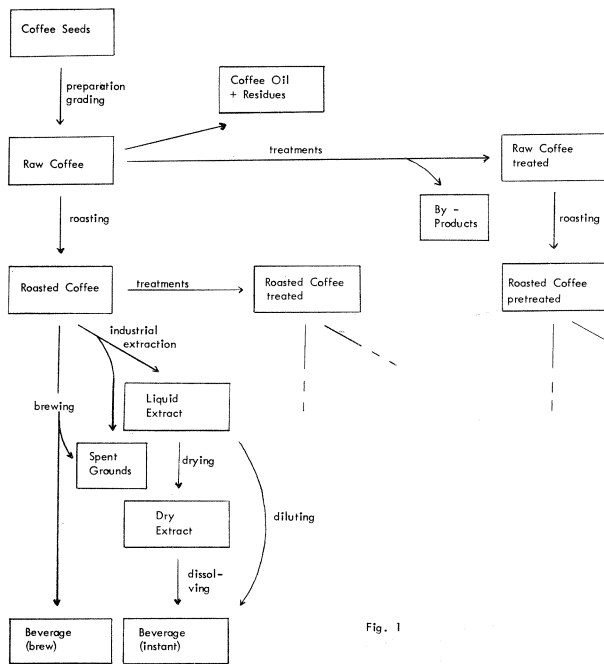 Coffee Seeds
preparation
grading
Coffee Oil
+ Residues
Raw Coffee
treatments
Raw Coffee
treated
By -
Products
roasting
roasting
Roasted Coffee
treatments
Roasted Coffee
treated
Roasted Coffee
pretreated
industrial
extraction
brewing
Liquid
Extract
Spent
Grounds
drying
Dry
Extract
diluting
dissol-
ving
Beverage
(brew)
Beverage
(instant)
Fig. 1